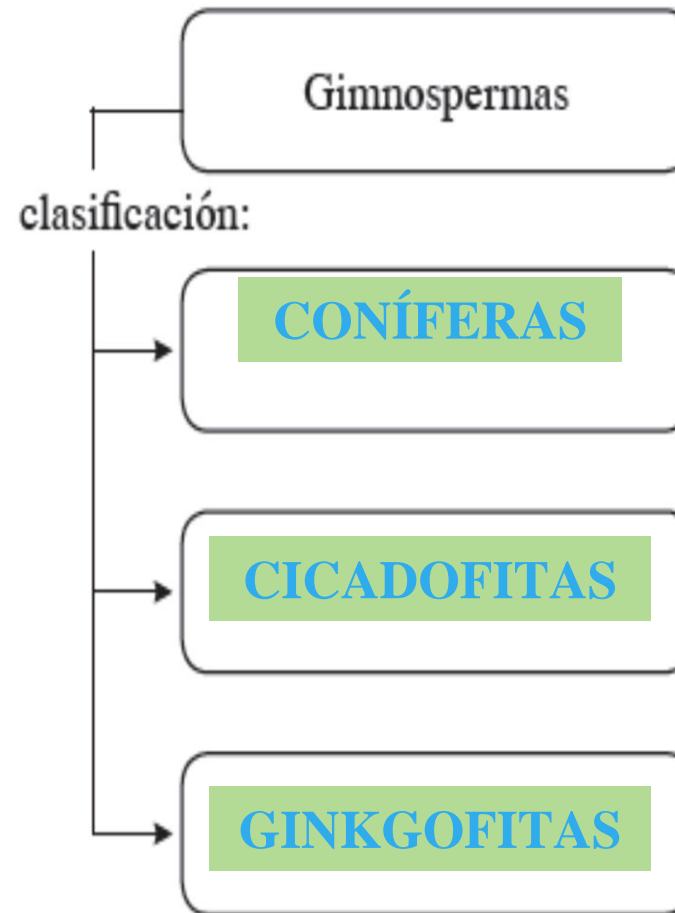 Gimnospermas
clasificación:
CONÍFERAS
CICADOFITAS
GINKGOFITAS